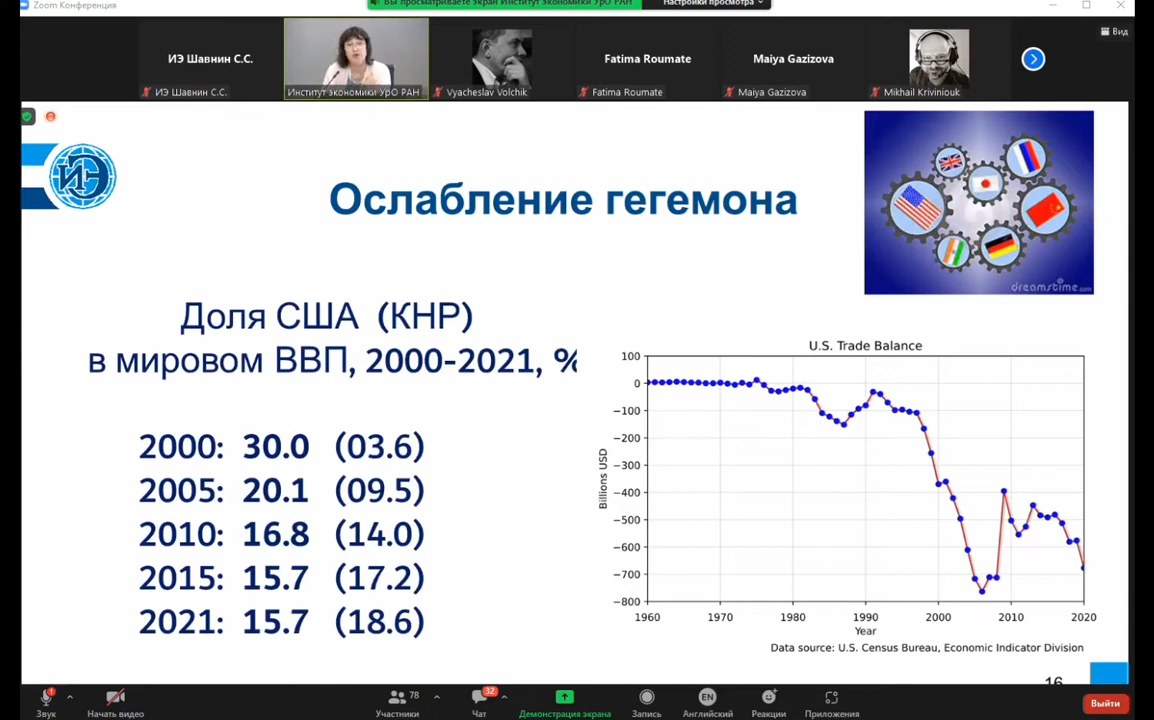 Zoom Конференция
Вы просматриваете экран Институт экономики УрО РАН
Настройки просмотра
Вид
ИЭ Шавнин С.С.
Fatima Roumate
Maiya Gazizova
ИЭ Шавнин С.С.
Институт экономики УрО РАН
Vyacheslav Volchik
Fatima Roumate
Maiya Gazizova
Mikhail Kriviniouk
ИЭ
Ослабление гегемона
dreamstime.com
Доля США (КНР)
в мировом ВВП, 2000-2021, %
2000: 30.0 (03.6)
2005: 20.1 (09.5)
2010: 16.8 (14.0)
2015: 15.7 (17.2)
2021: 15.7 (18.6)
U.S. Trade Balance
100
0
−100
−200
−300
−400
−500
−600
−700
−800
Billions USD
1960 1970 1980 1990 2000 2010 2020
Year
Data source: U.S. Census Bureau, Economic Indicator Division
16
78
32
EN
Звук
Начать видео
Участники
Чат
Демонстрация экрана
Запись
Английский
Реакции
Приложения
Выйти